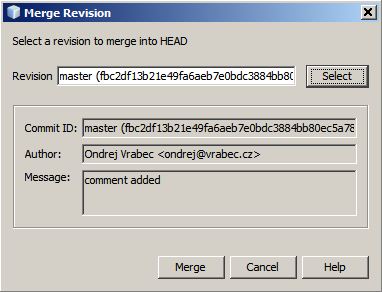 Merge Revision
Select a revision to merge into HEAD
Revision master (fbc2df13b21e49fa6aeb7e0bdc3884bb80 Select
Commit ID: master (fbc2df13b21e49fa6aeb7e0bdc3884bb80ec5a78
Author: Ondrej Vrabec <ondrej@vrabec.cz>
Message: comment added
Merge Cancel Help